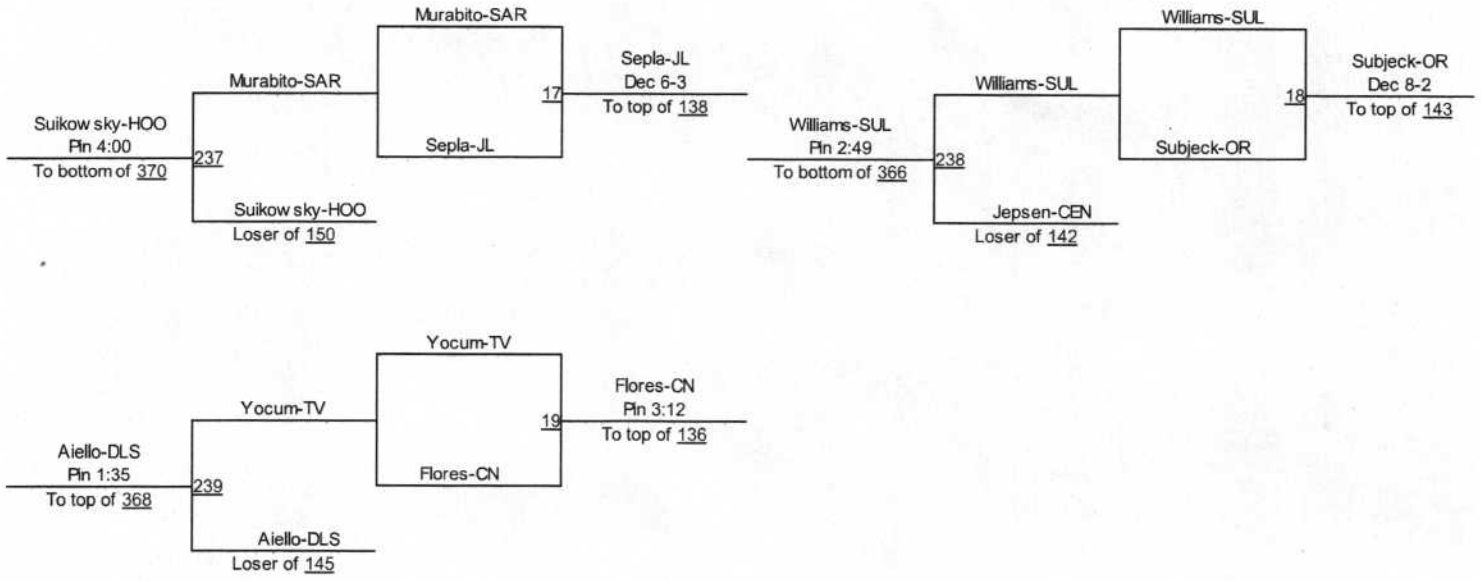 Murabito-SAR
Murabito-SAR
Sepla-JL
Dec 6-3
17
To top of 138
Suikow sky-HOO
Pin 4:00
237
To bottom of 370
Sepla-JL
Suikow sky-HOO
Loser of 150
Williams-SUL
Williams-SUL
Subjeck-OR
Dec 8-2
18
To top of 143
Williams-SUL
Pin 2:49
238
To bottom of 366
Subjeck-OR
Jepsen-CEN
Loser of 142
Yocum-TV
Yocum-TV
Flores-CN
Pin 3:12
19
To top of 136
Aiello-DLS
Pin 1:35
239
To top of 368
Flores-CN
Aiello-DLS
Loser of 145